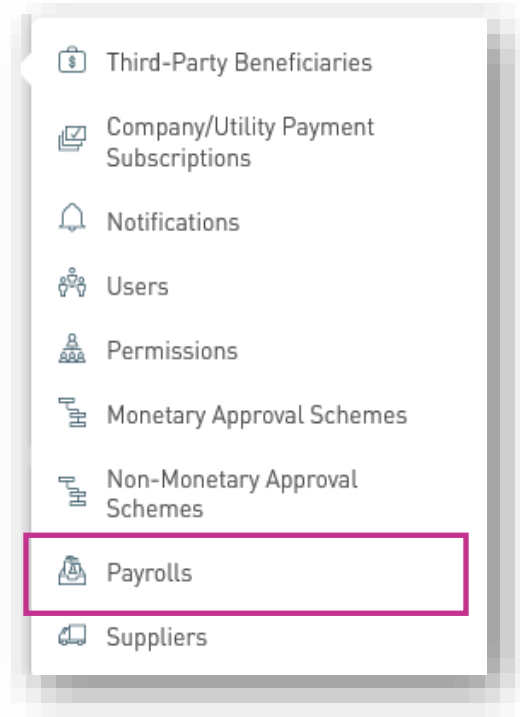 Third-Party Beneficiaries
Company/Utility Payment
Subscriptions
Notifications
Users
Permissions
Monetary Approval Schemes
Non-Monetary Approval
Schemes
Payrolls
Suppliers